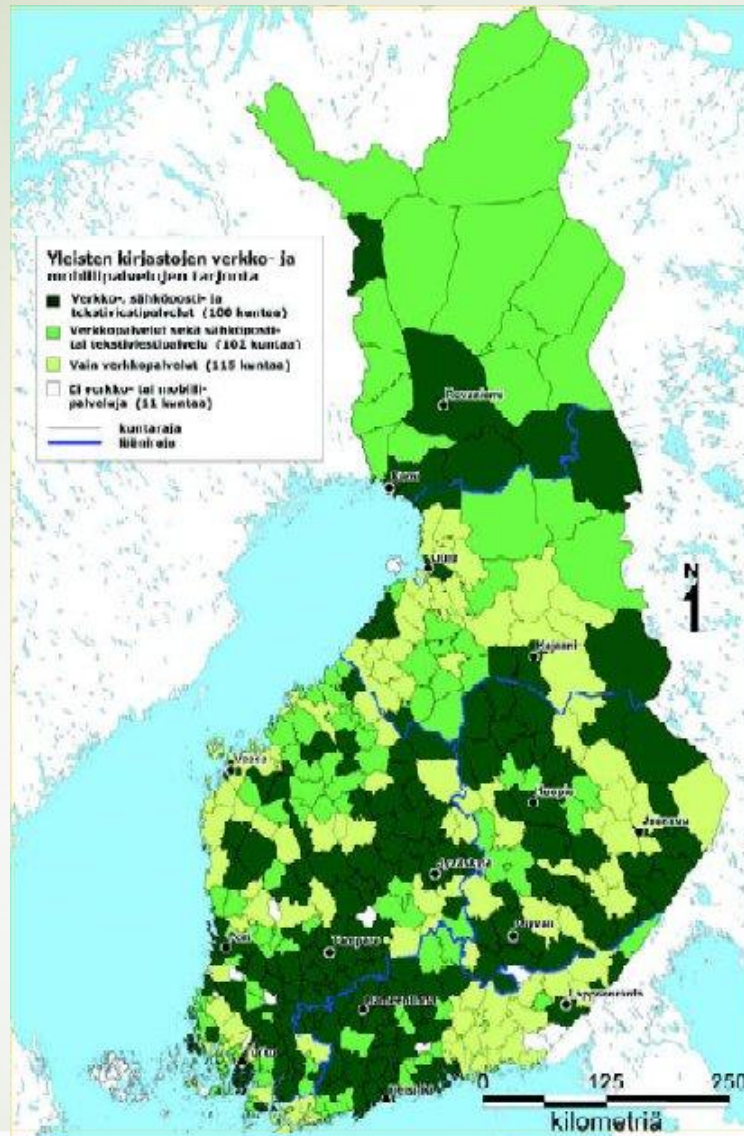 Yleisten kirjastojen verkko- ja
mobiilipalvelujen tarjonta
Verkko-, sähköposti- ja
tekstiviestipalvelut kuntaa)
Verkkopalvelut sekä sähköposti-
tai tekstiviestipalvelu (102 kuntaa)
Vain verkkopalvelut (115 kuntaa)
Ei verkko- tai mobiili-
palveluja (11 kuntaa)
kuntaraja
lääniraja
Rovaniemi
Kemi
Oulu
N
Kajaani
Vaasa
Kuopio
Joensuu
Jyväskylä
Pori
Tampere
Mikkeli
Hämeenlinna
Lappeenranta
Turku
Helsinki
0 125 250
kilometriä